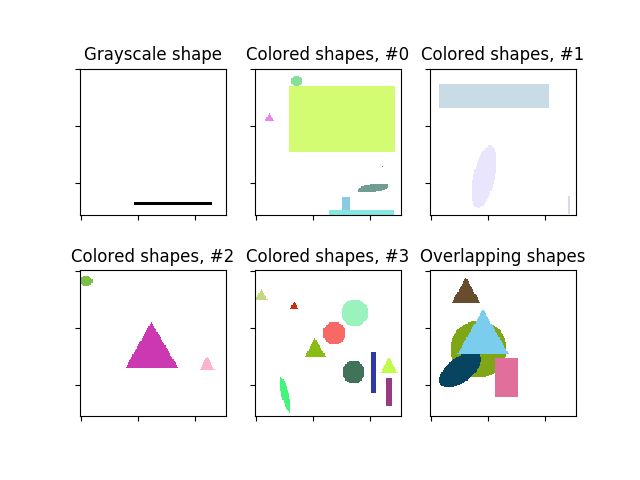 Grayscale shape
Colored shapes, #0
Colored shapes, #1
Colored shapes, #2
Colored shapes, #3
Overlapping shapes